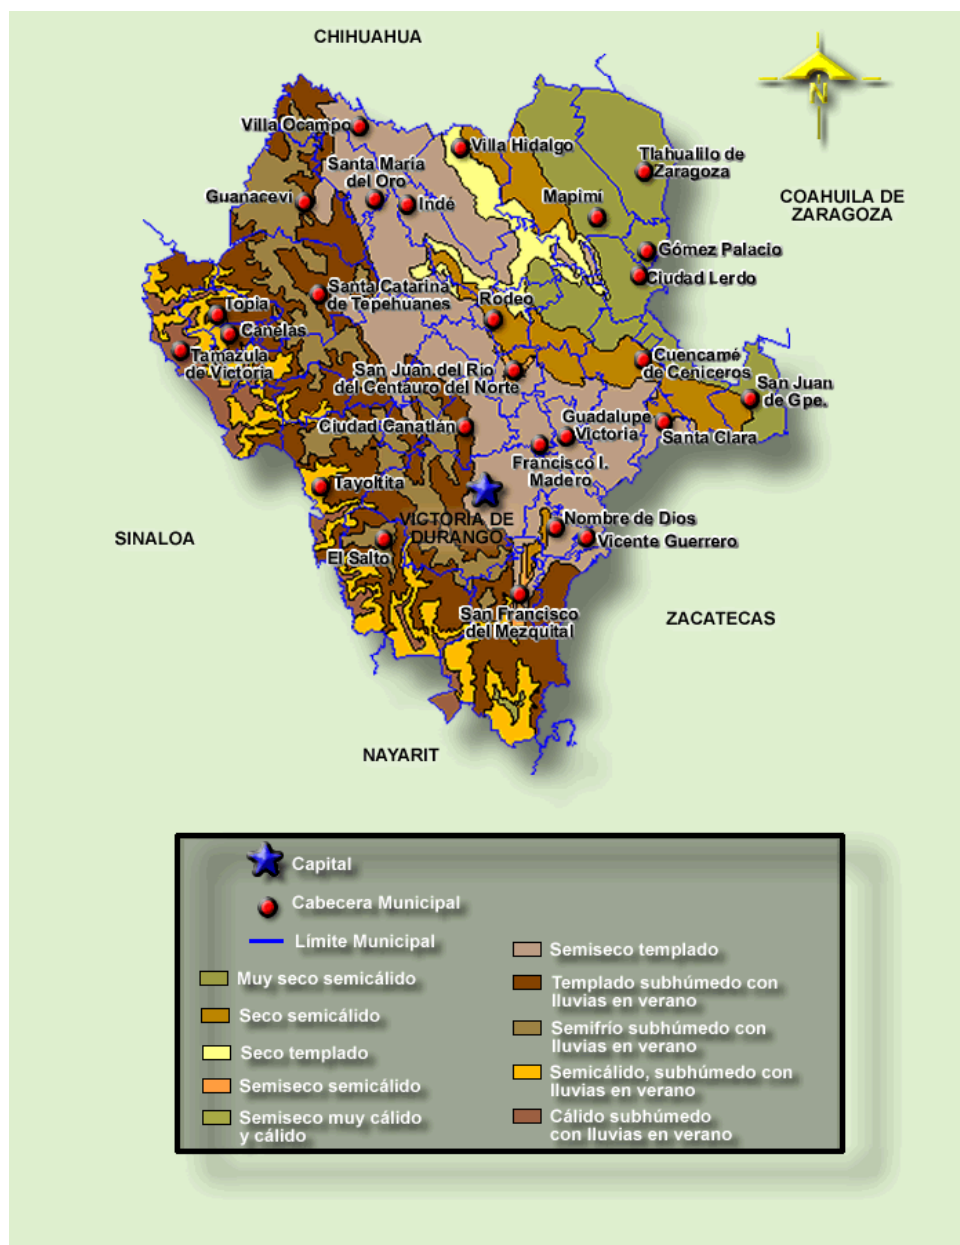 CHIHUAHUA
N
Villa Ocampo
Villa Hidalgo
Santa María
del Oro
Tlahualilo de
Zaragoza
Guanaceví
Indé
Mapimí
COAHUILA DE
ZARAGOZA
Gómez Palacio
Ciudad Lerdo
Santa Catarina
de Tepehuanes
Rodeo
Topia
Canelas
Tamazula
de Victoria
San Juan del Río
del Centauro del Norte
Cuencamé
de Ceniceros
San Juan
de Gpe.
Ciudad Canatlán
Guadalupe
Victoria
Santa Clara
Francisco I.
Madero
Tayoltita
VICTORIA DE
DURANGO
Nombre de Dios
Vicente Guerrero
SINALOA
El Salto
San Francisco
del Mezquital
ZACATECAS
NAYARIT
Capital
Cabecera Municipal
Límite Municipal
Muy seco semicálido
Seco semicálido
Seco templado
Semiseco semicálido
Semiseco muy cálido
y cálido
Semiseco templado
Templado subhúmedo con
lluvias en verano
Semifrío subhúmedo con
lluvias en verano
Semicálido, subhúmedo con
lluvias en verano
Cálido subhúmedo
con lluvias en verano